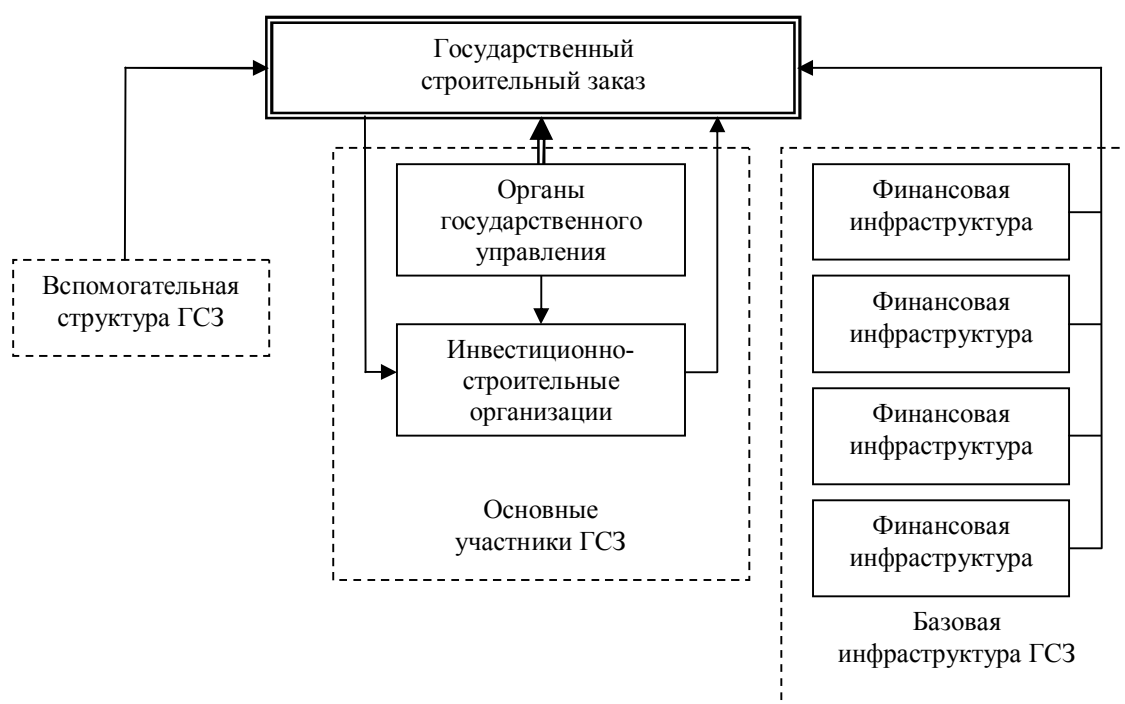 Государственный
строительный заказ
Органы
государственного
управления
Вспомогательная
структура ГСЗ
Инвестиционно-
строительные
организации
Основные
участники ГСЗ
Финансовая
инфраструктура
Финансовая
инфраструктура
Финансовая
инфраструктура
Финансовая
инфраструктура
Базовая
инфраструктура ГСЗ